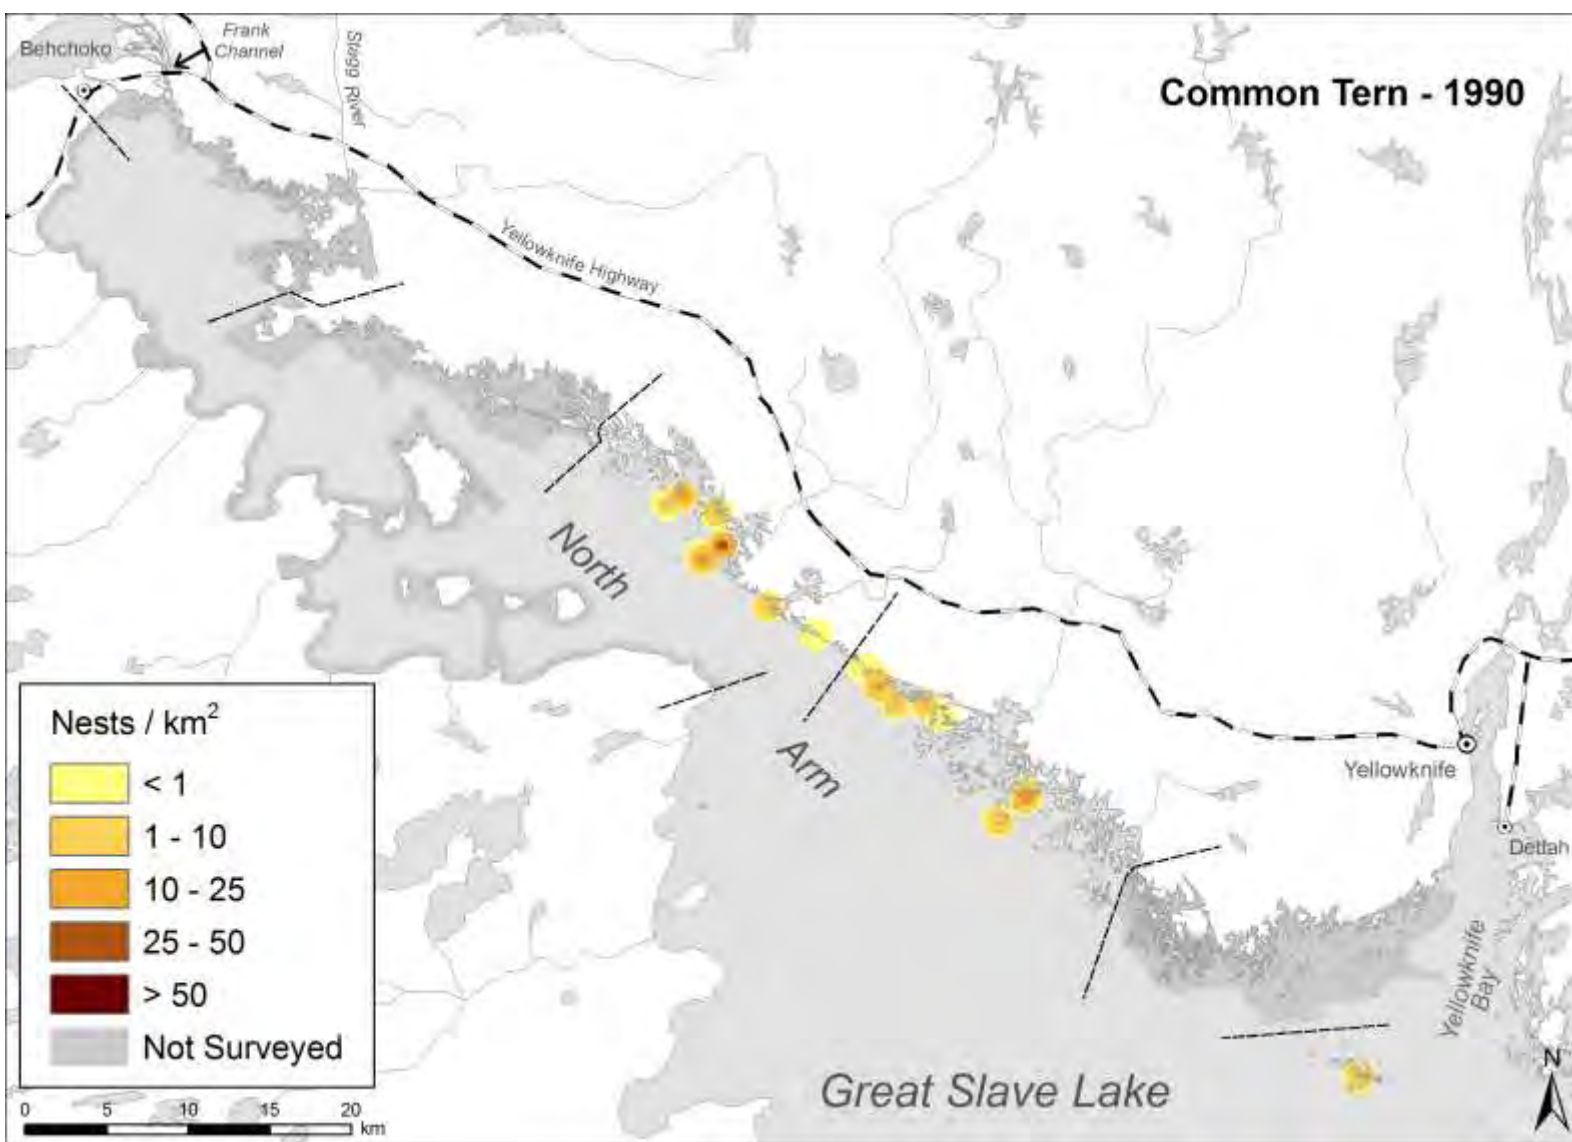 Behchoko
Frank
Channel
Stagg River
Common Tern - 1990
Yellowknife Highway
North
Arm
Yellowknife
Dettah
Yellowknife
Bay
Great Slave Lake
N
Nests / km²
< 1
1 - 10
10 - 25
25 - 50
> 50
Not Surveyed
0 5 10 15 20
km